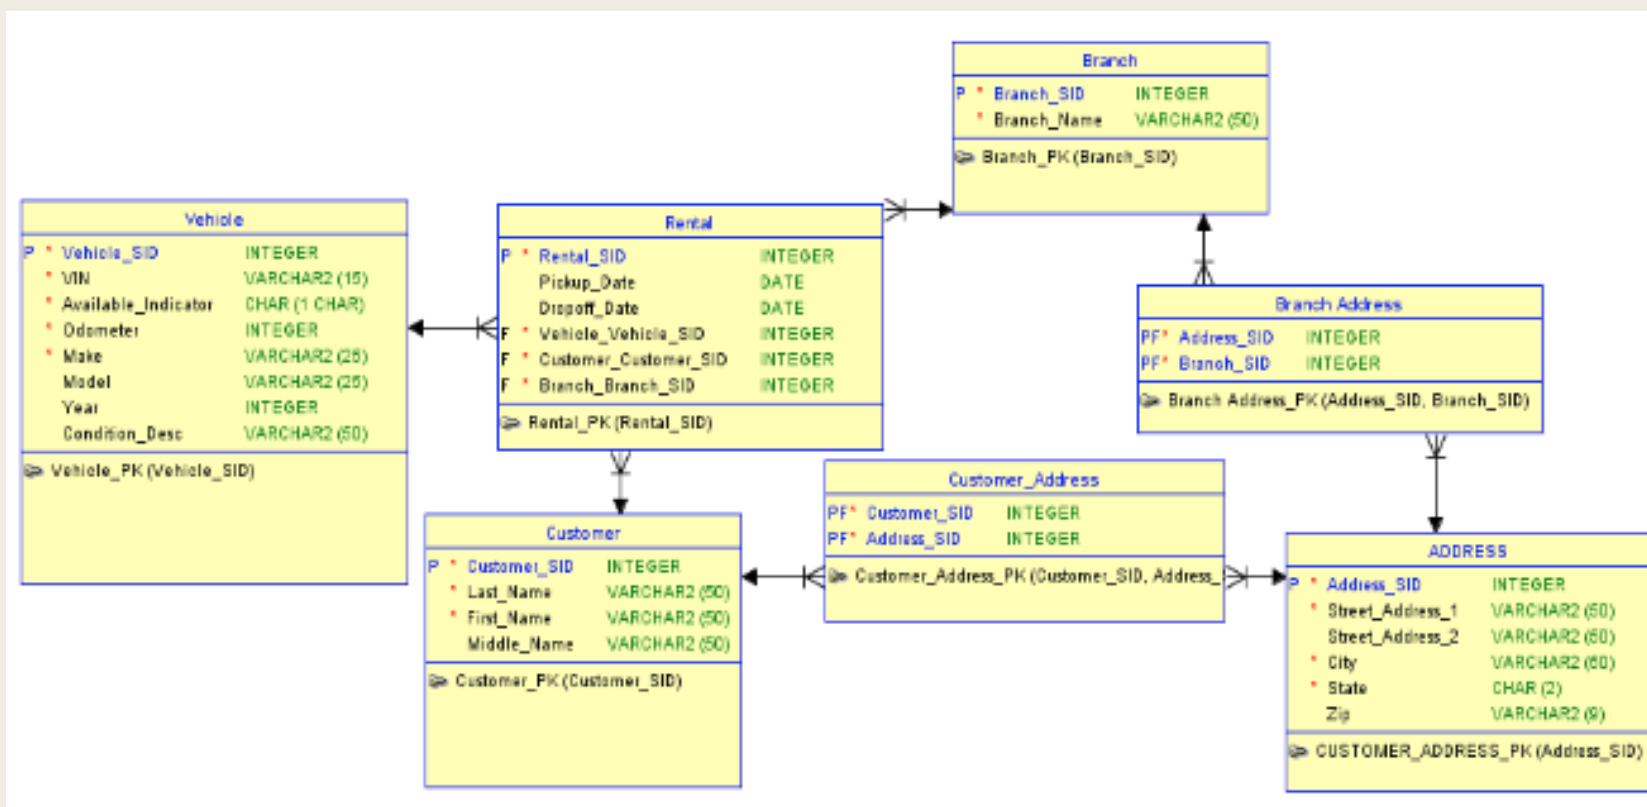 Branch
P * Branch_SID INTEGER
* Branch_Name VARCHAR2 (50)
Branch_PK (Branch_SID)
Vehicle
P * Vehicle_SID INTEGER
* VIN VARCHAR2 (15)
* Available_Indicator CHAR (1 CHAR)
* Odometer INTEGER
* Make VARCHAR2 (25)
Model VARCHAR2 (25)
Year INTEGER
Condition_Desc VARCHAR2 (50)
Vehicle_PK (Vehicle_SID)
Rental
P * Rental_SID INTEGER
Pickup_Date DATE
Dropoff_Date DATE
F * Vehicle_Vehicle_SID INTEGER
F * Customer_Customer_SID INTEGER
F * Branch_Branch_SID INTEGER
Rental_PK (Rental_SID)
Branch Address
PF* Address_SID INTEGER
PF* Branch_SID INTEGER
Branch Address_PK (Address_SID, Branch_SID)
Customer_Address
PF* Customer_SID INTEGER
PF* Address_SID INTEGER
Customer_Address_PK (Customer_SID, Address_
Customer
P * Customer_SID INTEGER
* Last_Name VARCHAR2 (50)
* First_Name VARCHAR2 (50)
Middle_Name VARCHAR2 (50)
Customer_PK (Customer_SID)
ADDRESS
P * Address_SID INTEGER
* Street_Address_1 VARCHAR2 (50)
Street_Address_2 VARCHAR2
* City VARCHAR2
* State CHAR (2)
Zip VARCHAR2 (9)
CUSTOMER_ADDRESS_PK (Address_SID)